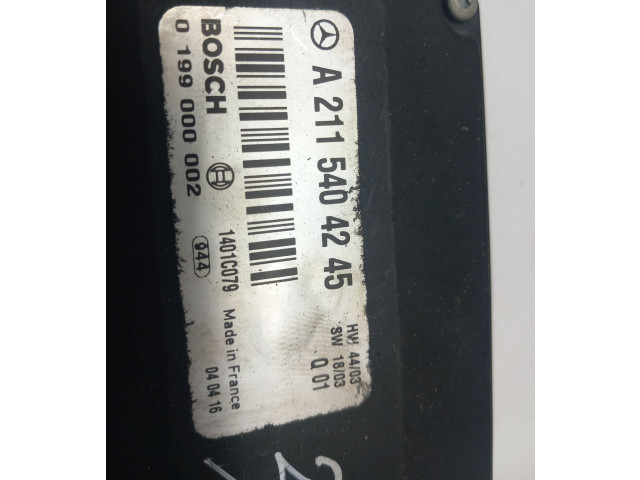 A 211 540 42 45
HW 44/03
SW 18/03
Q 01
BOSCH
0 199 000 002
1401C079
944
Made in France
04 04 16